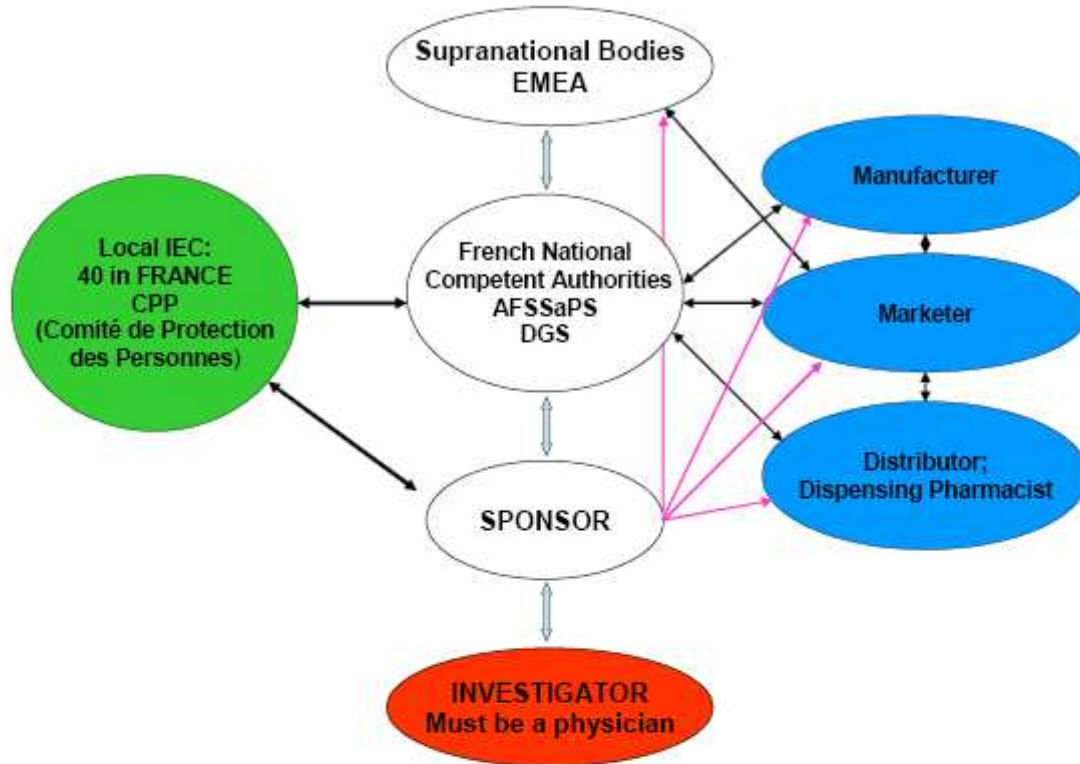 Supranational Bodies
EMEA
Manufacturer
Local IEC:
40 in FRANCE
CPP
(Comité de Protection
des Personnes)
French National
Competent Authorities
AFSSaPS
DGS
Marketer
Distributor;
Dispensing Pharmacist
SPONSOR
INVESTIGATOR
Must be a physician